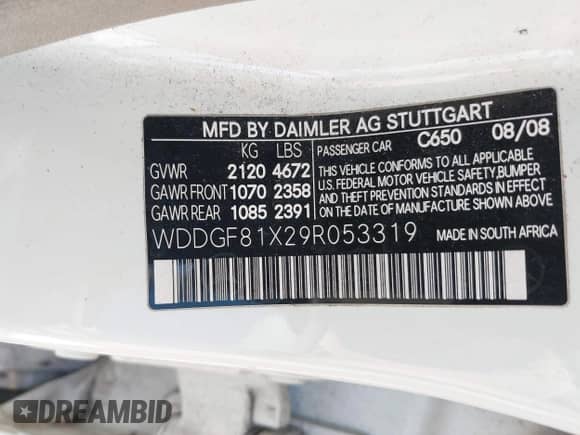 MFD BY DAIMLER AG STUTTGART
KG LBS PASSENGER CAR C650 08/08
GVWR 2120 4672
GAWR FRONT 1070 2358
GAWR REAR 1085 2391
THIS VEHICLE CONFORMS TO ALL APPLICABLE
U.S. FEDERAL MOTOR VEHICLE SAFETY, BUMPER
AND THEFT PREVENTION STANDARDS IN EFFECT
ON THE DATE OF MANUFACTURE SHOWN ABOVE.
WDDGF81X29R053319 MADE IN SOUTH AFRICA
DREAMBID